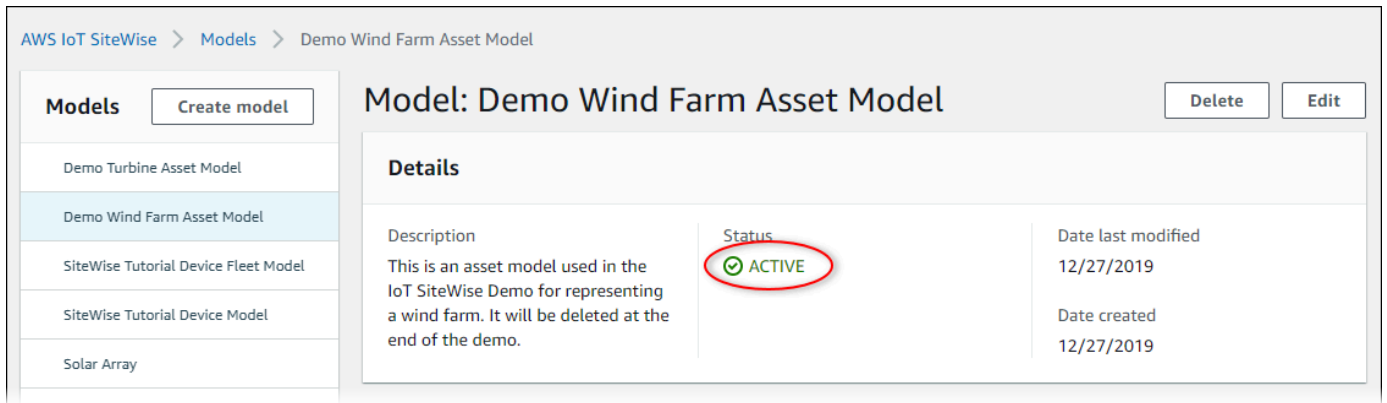 AWS IoT SiteWise > Models > Demo Wind Farm Asset Model
Models
Create model
Demo Turbine Asset Model
Demo Wind Farm Asset Model
SiteWise Tutorial Device Fleet Model
SiteWise Tutorial Device Model
Solar Array
Model: Demo Wind Farm Asset Model
Delete
Edit
Details
Description
This is an asset model used in the
IoT SiteWise Demo for representing
a wind farm. It will be deleted at the
end of the demo.
Status
ACTIVE
Date last modified
12/27/2019
Date created
12/27/2019